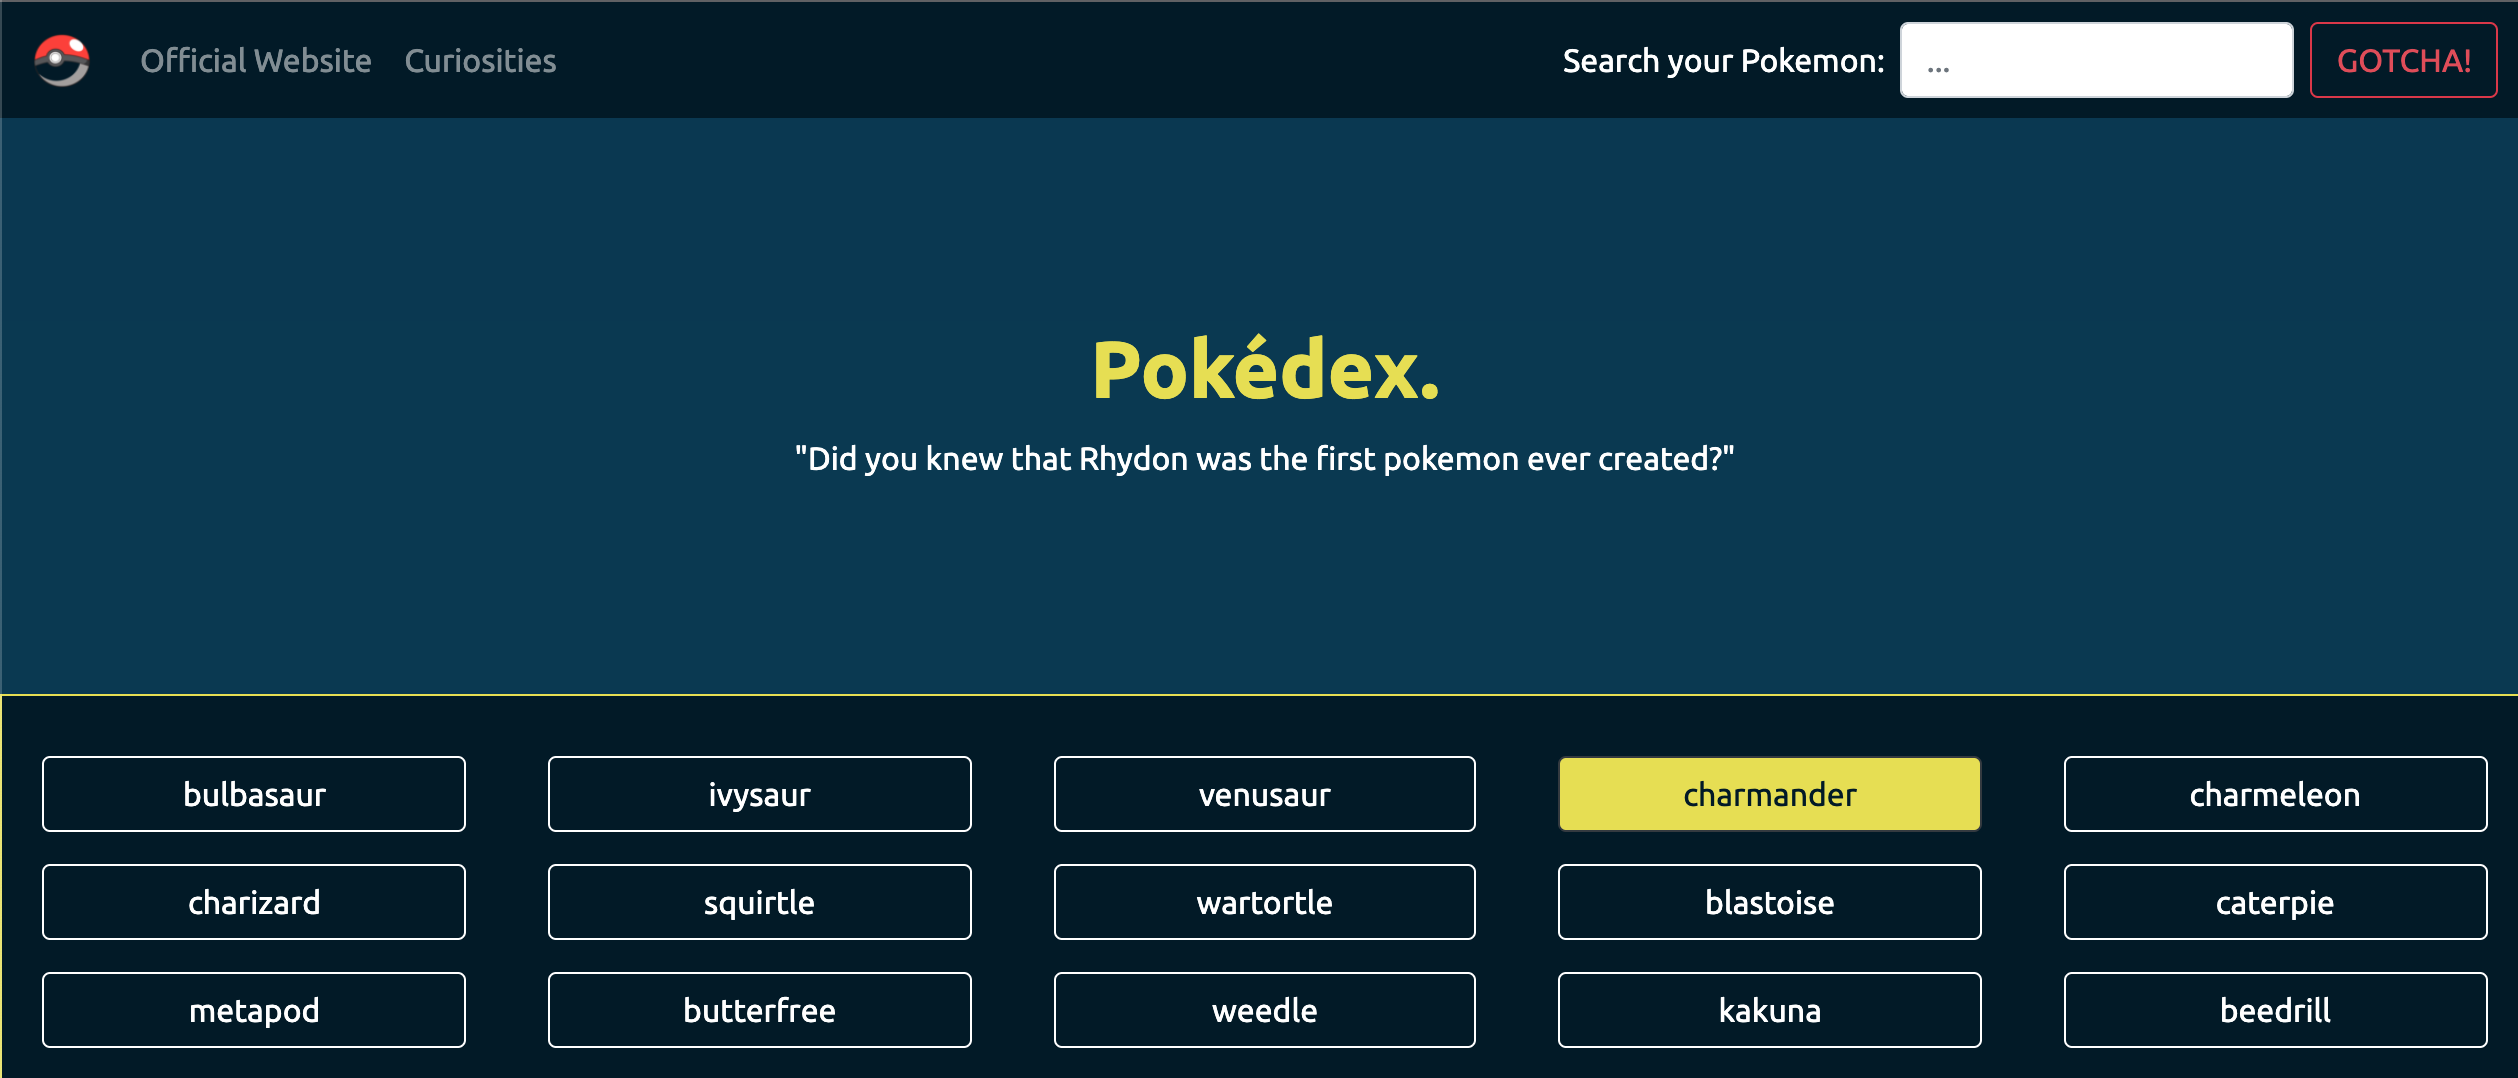 Official Website Curiosities Search your Pokemon: ... GOTCHA!
Pokédex.
"Did you knew that Rhydon was the first pokemon ever created?"
bulbasaur ivysaur venusaur charmander charmeleon
charizard squirtle wartortle blastoise caterpie
metapod butterfree weedle kakuna beedrill